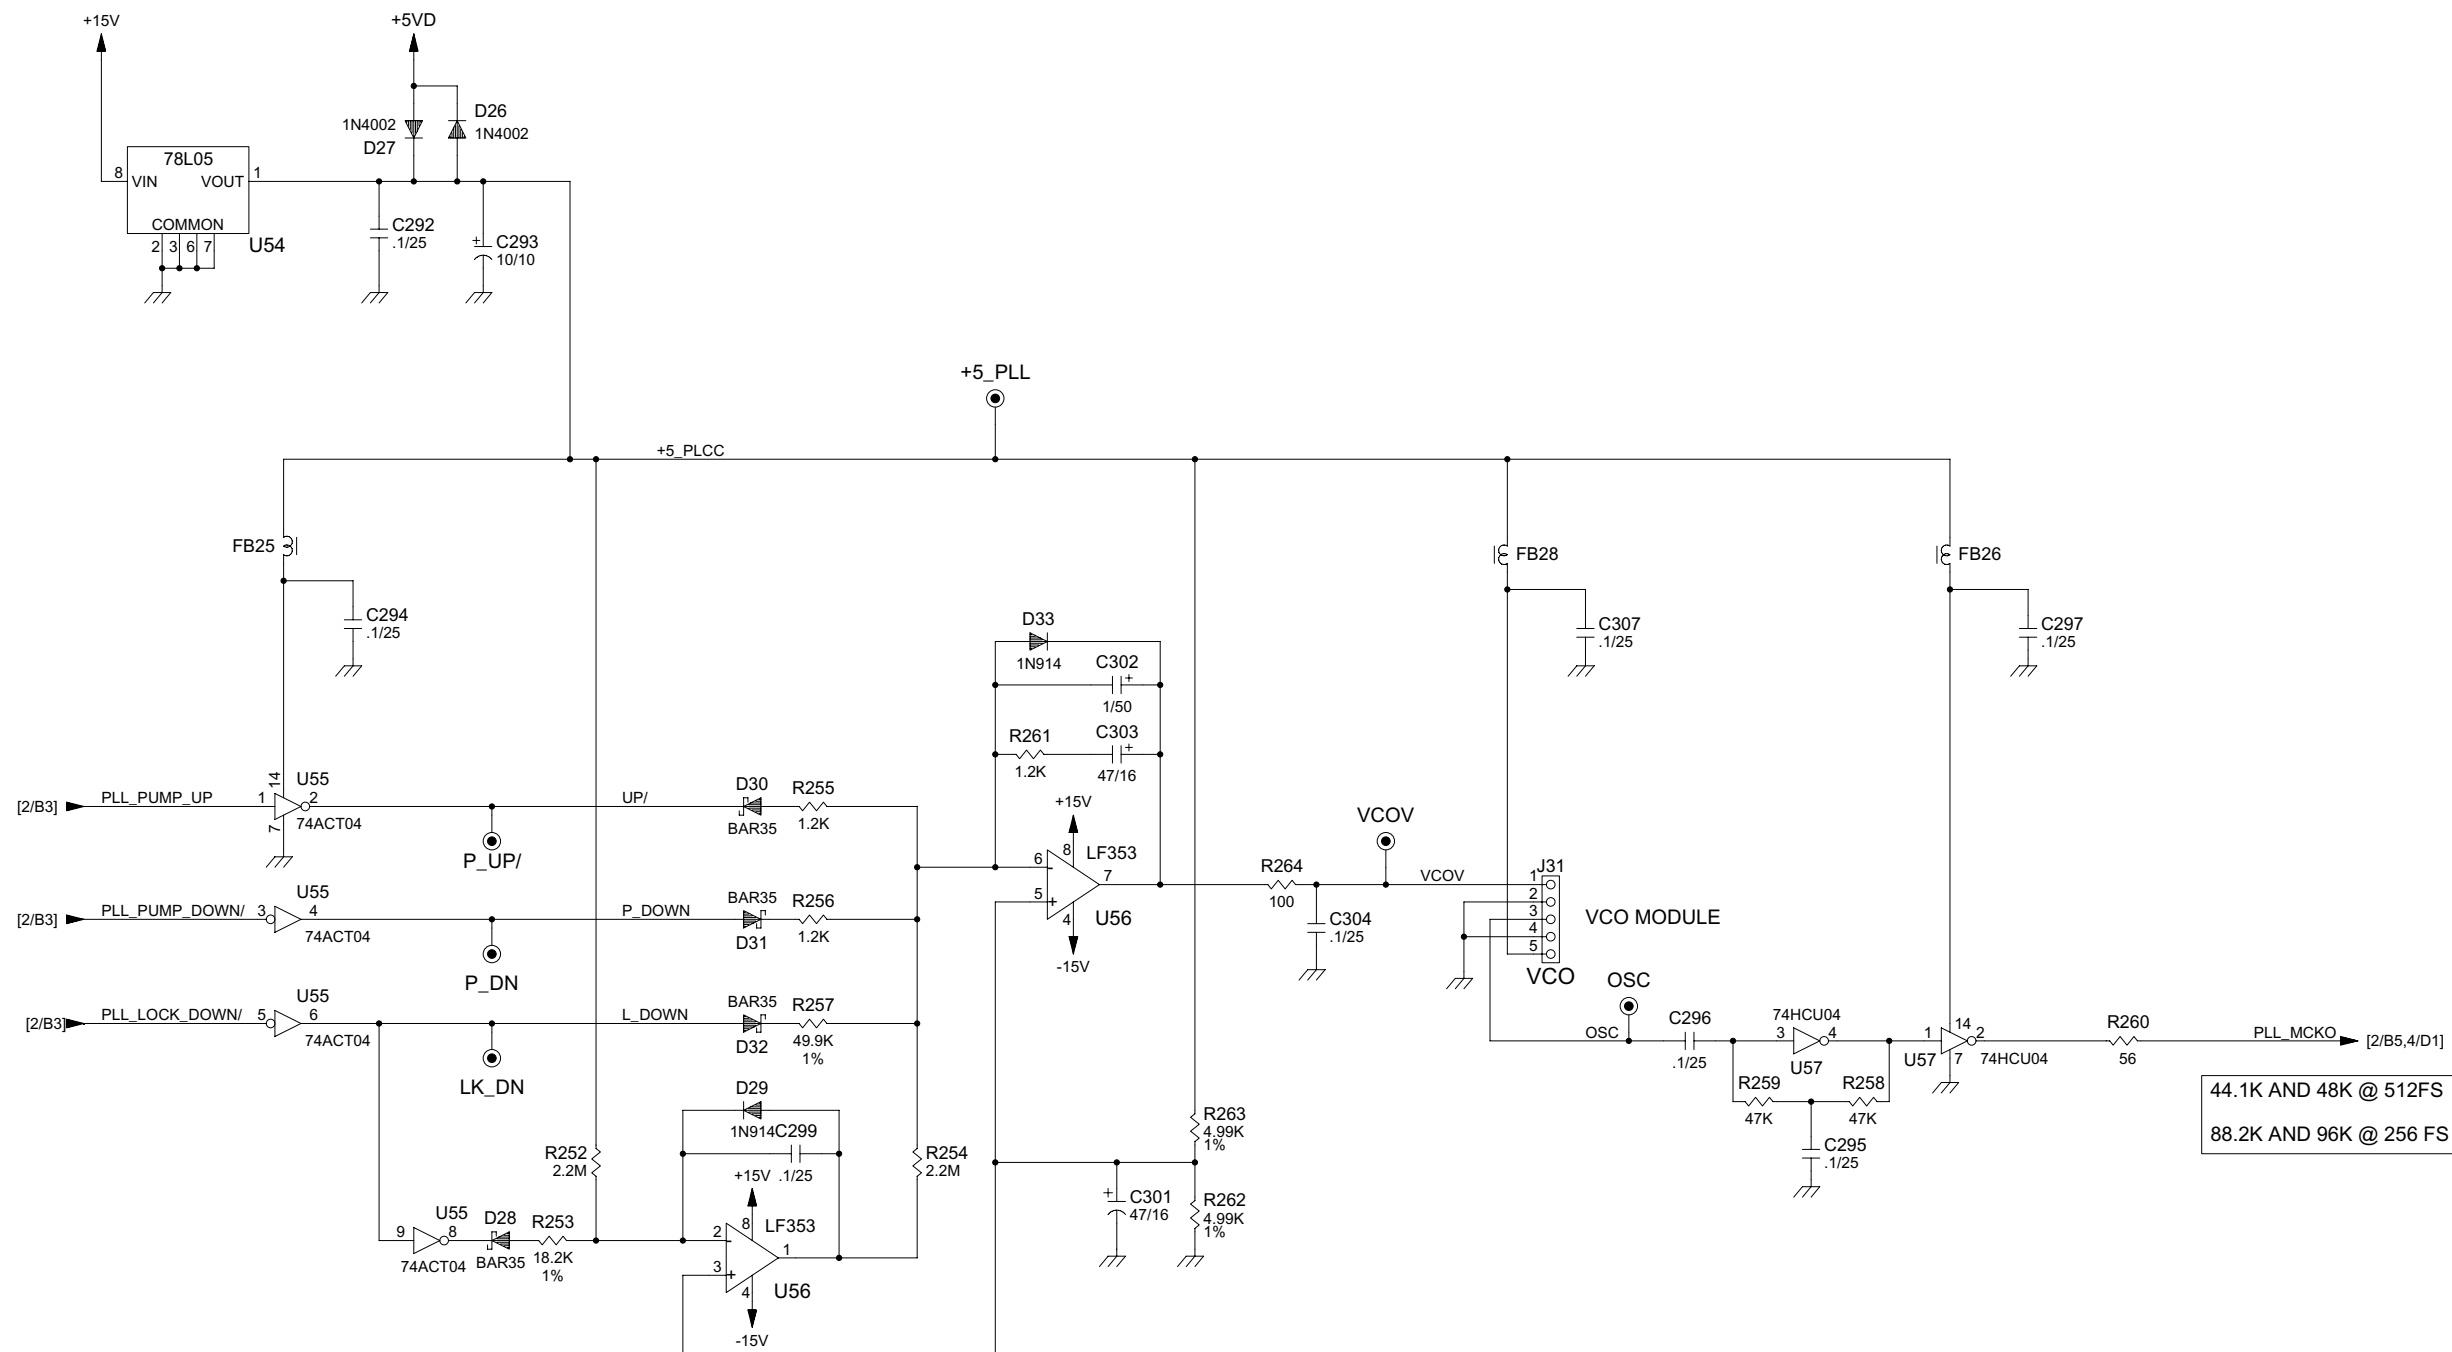 +15V
+5VD
1N4002
D27
D26
1N4002
78L05
8
VIN
VOUT
1
COMMON
2
3
6
7
U54
C292
.1/25
+
C293
10/10
+5_PLL
+5_PLCC
FB25
C294
.1/25
FB28
C307
.1/25
FB26
C297
.1/25
D33
1N914
C302
+
1/50
R261
1.2K
C303
+
47/16
[2/B3]
PLL_PUMP_UP
1
14
7
U55
2
74ACT04
P_UP/
UP/
D30
BAR35
R255
1.2K
[2/B3]
PLL_PUMP_DOWN/
3
U55
4
74ACT04
P_DN
P_DOWN
BAR35
D31
R256
1.2K
[2/B3]
PLL_LOCK_DOWN/
5
U55
6
74ACT04
LK_DN
L_DOWN
BAR35
D32
R257
49.9K
1%
+15V
8
LF353
6
-
5
+
7
4
U56
-15V
R264
100
C304
.1/25
VCOV
VCOV
J31
1
2
3
4
5
VCO MODULE
VCO
OSC
OSC
C296
.1/25
74HCU04
3
4
U57
R259
47K
R258
47K
C295
.1/25
1
14
2
U57
7
74HCU04
R260
56
PLL_MCKO
[2/B5,4/D1]
44.1K AND 48K @ 512FS
88.2K AND 96K @ 256 FS
D29
1N914
C299
.1/25
R252
2.2M
R254
2.2M
R263
4.99K
1%
+
C301
47/16
R262
4.99K
1%
9
U55
8
74ACT04
D28
BAR35
R253
18.2K
1%
+15V
8
LF353
2
-
3
+
1
4
U56
-15V